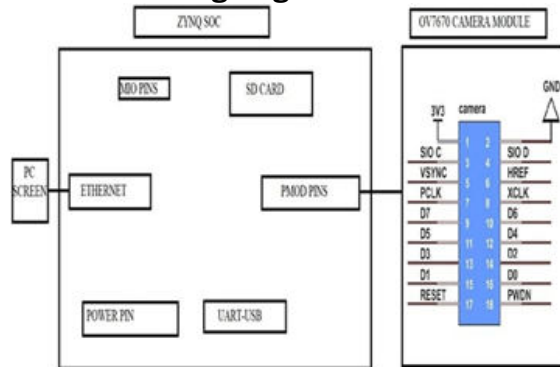 ZYNQ SOC
OV7670 CAMERA MODULE
MIO PINS
SD CARD
PC
SCREEN
ETHERNET
PMOD PINS
POWER PIN
UART-USB
GND
3V3 camera
1 2
SIO C 3 4 SIO D
VSYNC 5 6 HREF
PCLK 7 8 XCLK
D7 9 10 D6
D5 11 12 D4
D3 13 14 D2
D1 15 16 D0
RESET 17 18 PWDN